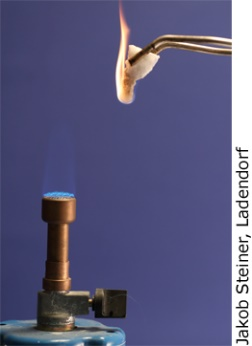 Jakob Steiner, Ladendorf